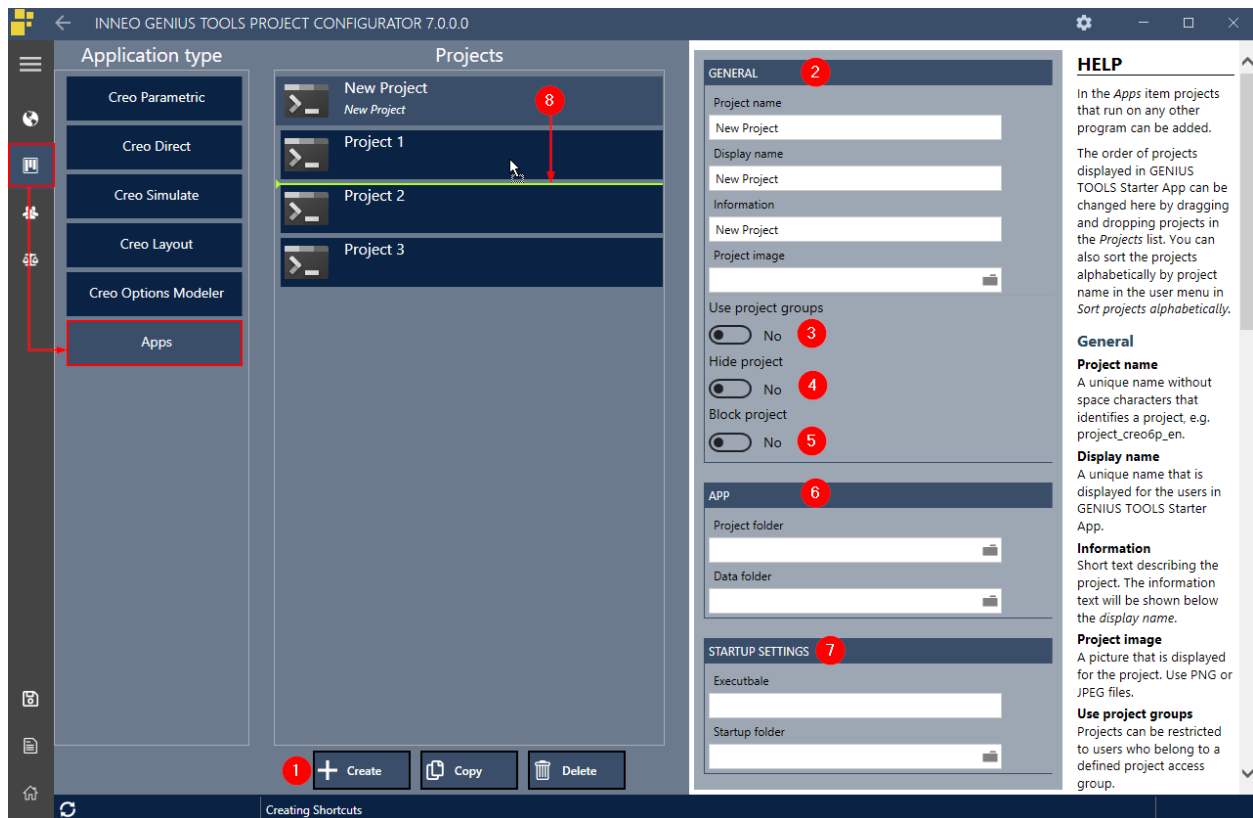 INNEO GENIUS TOOLS PROJECT CONFIGURATOR 7.0.0.0
Application type
Creo Parametric
Creo Direct
Creo Simulate
Creo Layout
Creo Options Modeler
Apps
Projects
New Project
New Project
8
Project 1
Project 2
Project 3
1
Create
Copy
Delete
GENERAL
2
Project name
New Project
Display name
New Project
Information
New Project
Project image
Use project groups
No
3
Hide project
No
4
Block project
No
5
APP
6
Project folder
Data folder
STARTUP SETTINGS
7
Executbale
Startup folder
HELP
In the Apps item projects
that run on any other
program can be added.
The order of projects
displayed in GENIUS
TOOLS Starter App can be
changed here by dragging
and dropping projects in
the Projects list. You can
also sort the projects
alphabetically by project
name in the user menu in
Sort projects alphabetically.
General
Project name
A unique name without
space characters that
identifies a project, e.g.
project_creo6p_en.
Display name
A unique name that is
displayed for the users in
GENIUS TOOLS Starter
App.
Information
Short text describing the
project. The information
text will be shown below
the display name.
Project image
A picture that is displayed
for the project. Use PNG or
JPEG files.
Use project groups
Projects can be restricted
to users who belong to a
defined project access
group.
Creating Shortcuts